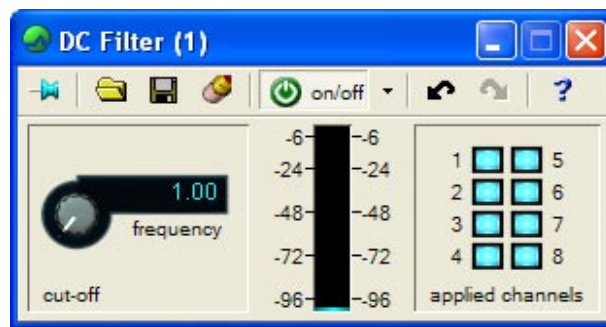 DC Filter (1)
on/off
?
1.00
frequency
cut-off
-6 -6
-24 -24
-48 -48
-72 -72
-96 -96
1 5
2 6
3 7
4 8
applied channels